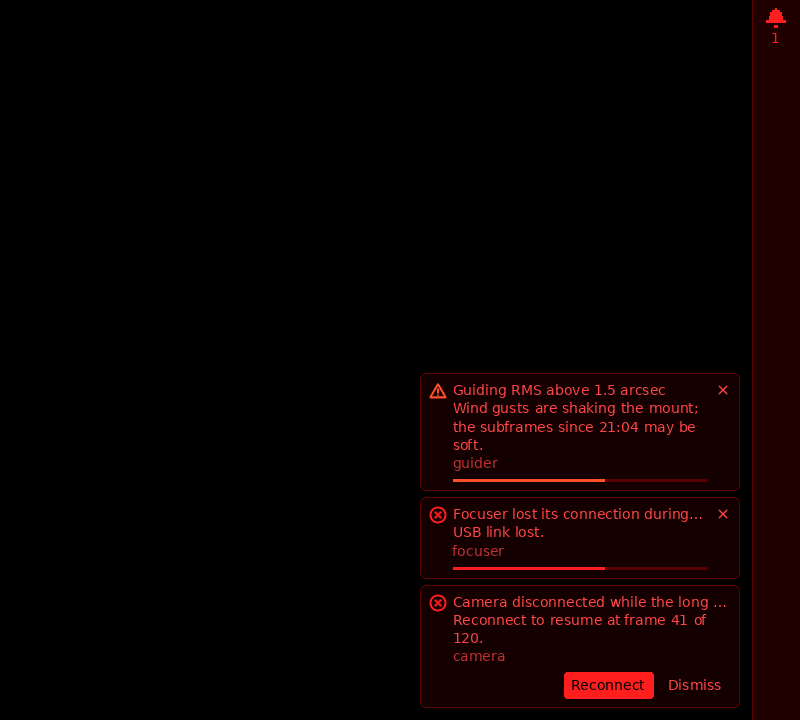 1
Guiding RMS above 1.5 arcsec
Wind gusts are shaking the mount;
the subframes since 21:04 may be
soft.
guider
Focuser lost its connection during…
USB link lost.
focuser
Camera disconnected while the long …
Reconnect to resume at frame 41 of
120.
camera
Reconnect
Dismiss